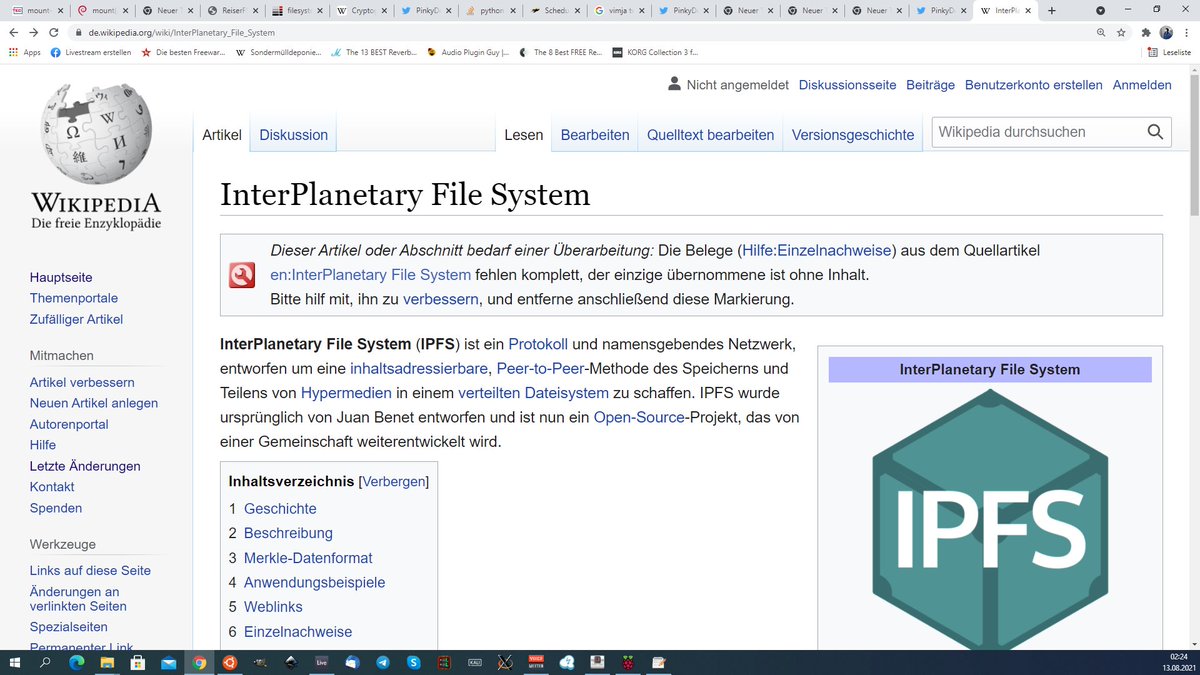 mount-
mountj
Neuer T
ReiserF
filesyste
Crypto-
Neuer T
PinkyD
python
Schedu
vimja t
PinkyD
Neuer T
Neuer T
Neuer T
PinkyD
InterPl
de.wikipedia.org/wiki/InterPlanetary_File_System
Apps
Livestream erstellen
Die besten Freewar...
Sondermülldeponie...
The 13 BEST Reverb...
Audio Plugin Guy |...
The 8 Best FREE Re...
KORG Collection 3 f...
Leseliste
Nicht angemeldet Diskussionsseite Beiträge Benutzerkonto erstellen Anmelden
Artikel Diskussion Lesen Bearbeiten Quelltext bearbeiten Versionsgeschichte Wikipedia durchsuchen
WIKIPEDIA
Die freie Enzyklopädie
Hauptseite
Themenportale
Zufälliger Artikel
Mitmachen
Artikel verbessern
Neuen Artikel anlegen
Autorenportal
Hilfe
Letzte Änderungen
Kontakt
Spenden
Werkzeuge
Links auf diese Seite
Änderungen an
verlinkten Seiten
Spezialseiten
Permanenter Link
InterPlanetary File System
Dieser Artikel oder Abschnitt bedarf einer Überarbeitung: Die Belege (Hilfe:Einzelnachweise) aus dem Quellartikel
en:InterPlanetary File System fehlen komplett, der einzige übernommene ist ohne Inhalt.
Bitte hilf mit, ihn zu verbessern, und entferne anschließend diese Markierung.
InterPlanetary File System (IPFS) ist ein Protokoll und namensgebendes Netzwerk,
entworfen um eine inhaltsadressierbare, Peer-to-Peer-Methode des Speicherns und
Teilens von Hypermedien in einem verteilten Dateisystem zu schaffen. IPFS wurde
ursprünglich von Juan Benet entworfen und ist nun ein Open-Source-Projekt, das von
einer Gemeinschaft weiterentwickelt wird.
Inhaltsverzeichnis [Verbergen]
1 Geschichte
2 Beschreibung
3 Merkle-Datenformat
4 Anwendungsbeispiele
5 Weblinks
6 Einzelnachweise
InterPlanetary File System
IPFS
Live
KALI
02:24
13.08.2021